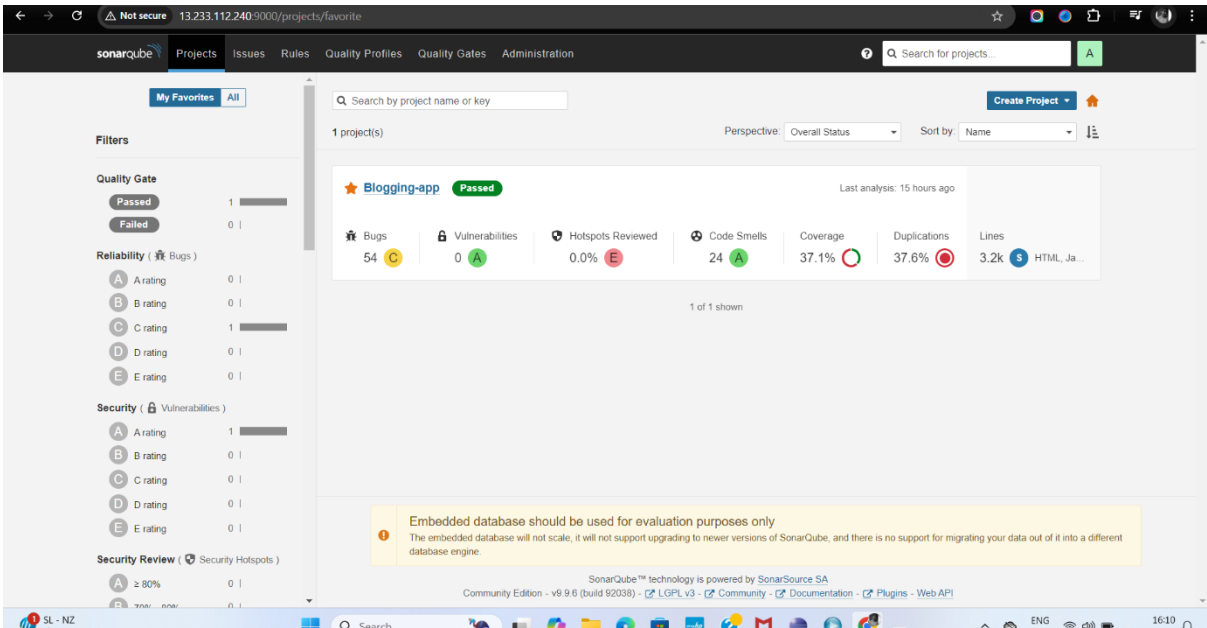 Not secure 13.233.112.240:9000/projects/favorite
sonarqube Projects Issues Rules Quality Profiles Quality Gates Administration ? Search for projects... A
My Favorites All
Search by project name or key
Create Project
Filters
1 project(s)
Perspective: Overall Status Sort by: Name
Quality Gate
Passed 1
Failed 0
Reliability ( Bugs )
A A rating 0
B B rating 0
C C rating 1
D D rating 0
E E rating 0
Security ( Vulnerabilities )
A A rating 1
B B rating 0
C C rating 0
D D rating 0
E E rating 0
Security Review ( Security Hotspots )
A ≥ 80% 0
Blogging-app Passed Last analysis: 15 hours ago
Bugs Vulnerabilities Hotspots Reviewed Code Smells Coverage Duplications Lines
54 C 0 A 0.0% E 24 A 37.1% 37.6% 3.2k S HTML, Ja...
1 of 1 shown
Embedded database should be used for evaluation purposes only
The embedded database will not scale, it will not support upgrading to newer versions of SonarQube, and there is no support for migrating your data out of it into a different
database engine.
SonarQube™ technology is powered by SonarSource SA
Community Edition - v9.9.6 (build 92038) - LGPL v3 - Community - Documentation - Plugins - Web API
1 SL - NZ
Search
ENG
16:10